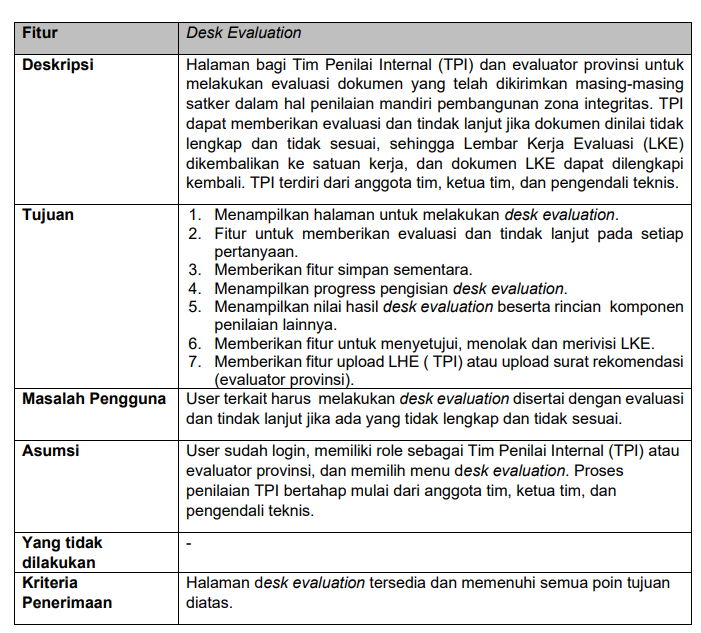 Fitur
Desk Evaluation
Deskripsi
Halaman bagi Tim Penilai Internal (TPI) dan evaluator provinsi untuk
melakukan evaluasi dokumen yang telah dikirimkan masing-masing
satker dalam hal penilaian mandiri pembangunan zona integritas. TPI
dapat memberikan evaluasi dan tindak lanjut jika dokumen dinilai tidak
lengkap dan tidak sesuai, sehingga Lembar Kerja Evaluasi (LKE)
dikembalikan ke satuan kerja, dan dokumen LKE dapat dilengkapi
kembali. TPI terdiri dari anggota tim, ketua tim, dan pengendali teknis.
Tujuan
1. Menampilkan halaman untuk melakukan desk evaluation.
2. Fitur untuk memberikan evaluasi dan tindak lanjut pada setiap
pertanyaan.
3. Memberikan fitur simpan sementara.
4. Menampilkan progress pengisian desk evaluation.
5. Menampilkan nilai hasil desk evaluation beserta rincian komponen
penilaian lainnya.
6. Memberikan fitur untuk menyetujui, menolak dan merivisi LKE.
7. Memberikan fitur upload LHE ( TPI) atau upload surat rekomendasi
(evaluator provinsi).
Masalah Pengguna
User terkait harus melakukan desk evaluation disertai dengan evaluasi
dan tindak lanjut jika ada yang tidak lengkap dan tidak sesuai.
Asumsi
User sudah login, memiliki role sebagai Tim Penilai Internal (TPI) atau
evaluator provinsi, dan memilih menu desk evaluation. Proses
penilaian TPI bertahap mulai dari anggota tim, ketua tim, dan
pengendali teknis.
Yang tidak
dilakukan
-
Kriteria
Penerimaan
Halaman desk evaluation tersedia dan memenuhi semua poin tujuan
diatas.